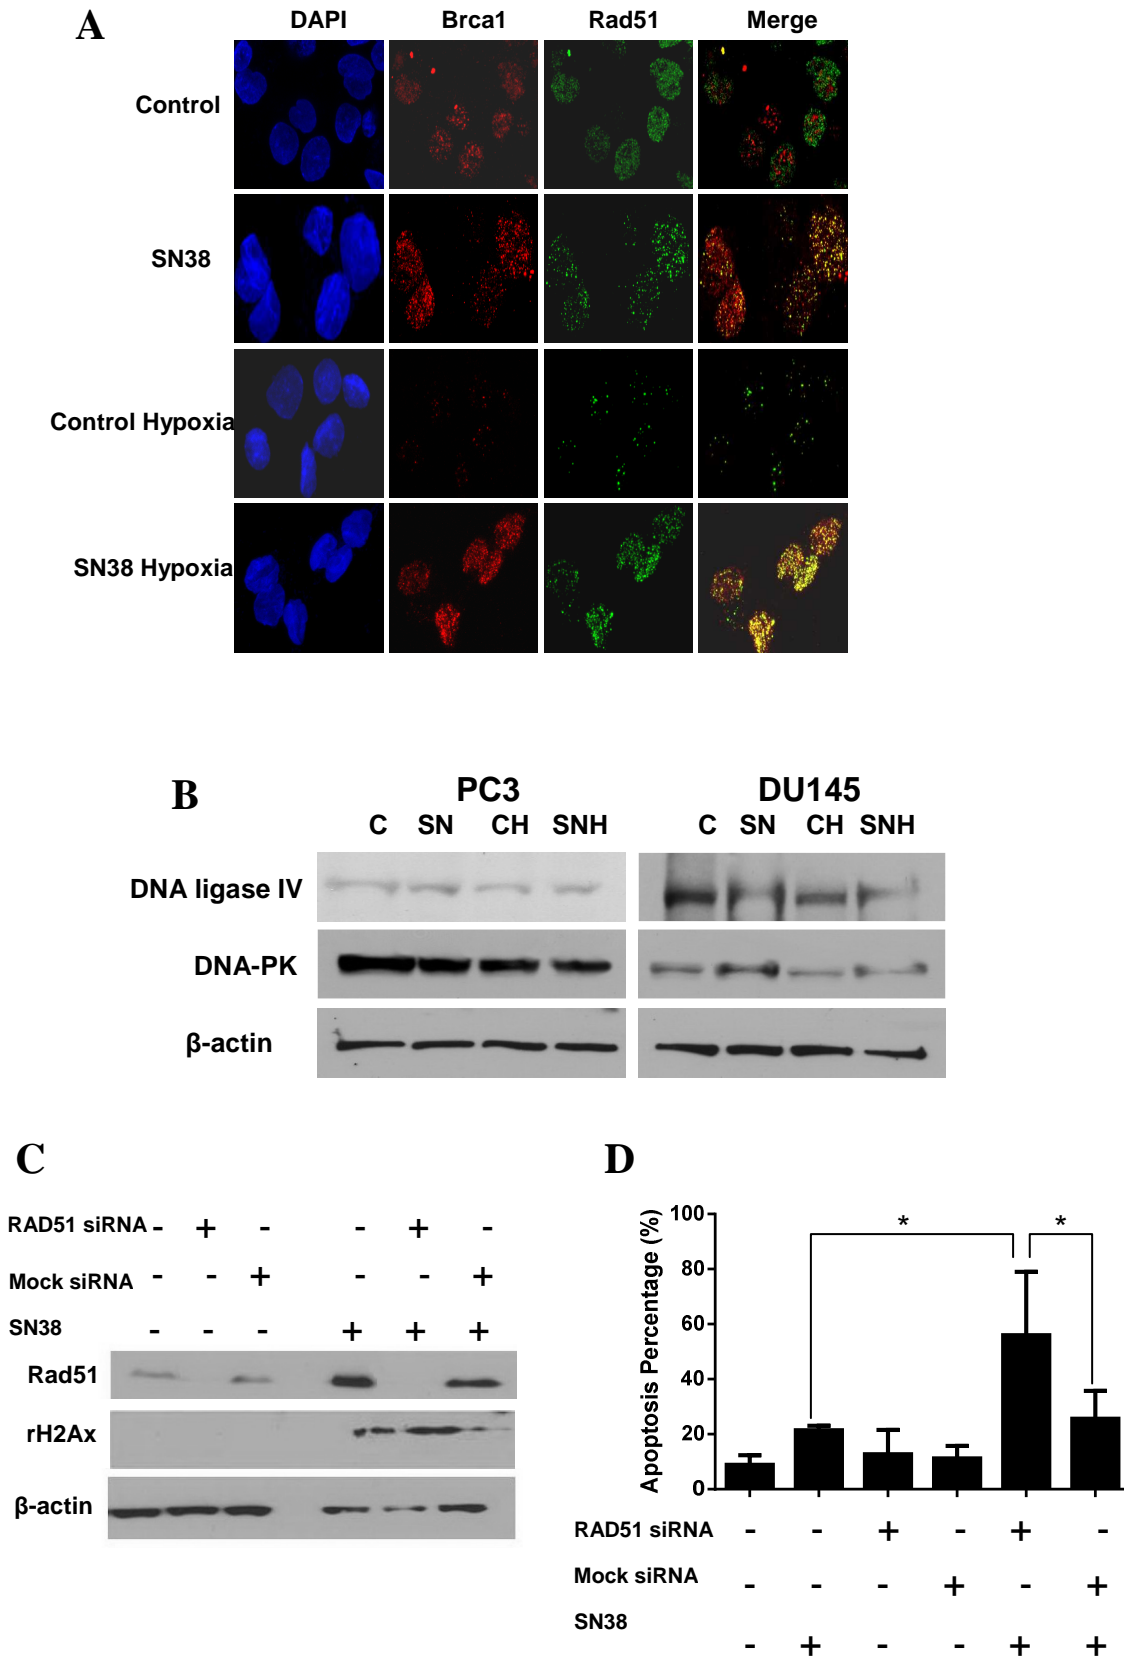 A
DAPI Brca1 Rad51 Merge
Control
SN38
Control Hypoxia
SN38 Hypoxia
B
PC3 DU145
C SN CH SNH C SN CH SNH
DNA ligase IV
DNA-PK
β-actin
C
RAD51 siRNA - + - - + -
Mock siRNA - - + - - +
SN38 - - - + + +
Rad51
rH2Ax
β-actin
D
Apoptosis Percentage (%)
100
80
60
40
20
0
* *
RAD51 siRNA - - + - + -
Mock siRNA - - - + - +
SN38 - + - - + +